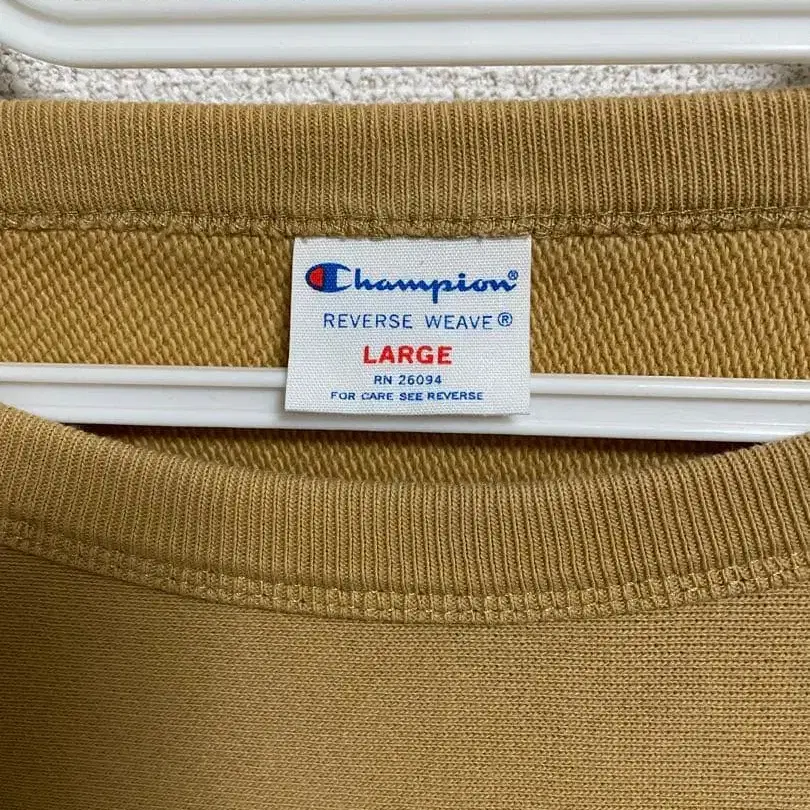 Champion®
REVERSE WEAVE®
LARGE
RN 26094
FOR CARE SEE REVERSE